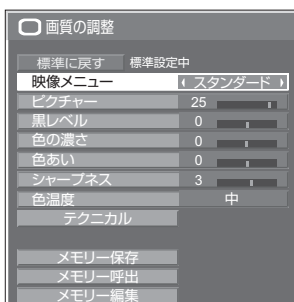 画質の調整
標準に戻す 標準設定中
映像メニュー スタンダード
ピクチャー 25
黒レベル 0
色の濃さ 0
色あい 0
シャープネス 3
色温度 中
テクニカル
メモリー保存
メモリー呼出
メモリー編集